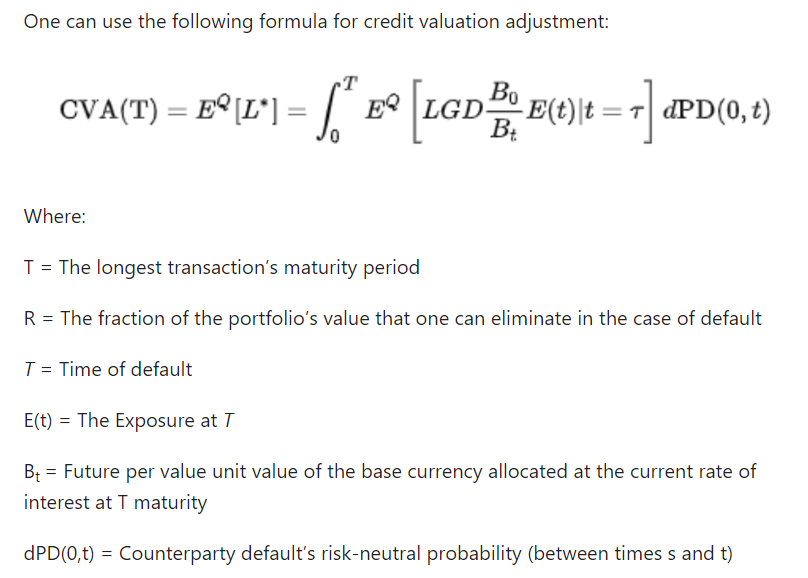 One can use the following formula for credit valuation adjustment:
CVA(T) = E^Q[L*] = ∫_0^T E^Q [LGD B_0/B_t E(t)|t = τ] dPD(0, t)
Where:
T = The longest transaction's maturity period
R = The fraction of the portfolio's value that one can eliminate in the case of default
T = Time of default
E(t) = The Exposure at T
B_t = Future per value unit value of the base currency allocated at the current rate of
interest at T maturity
dPD(0,t) = Counterparty default's risk-neutral probability (between times s and t)